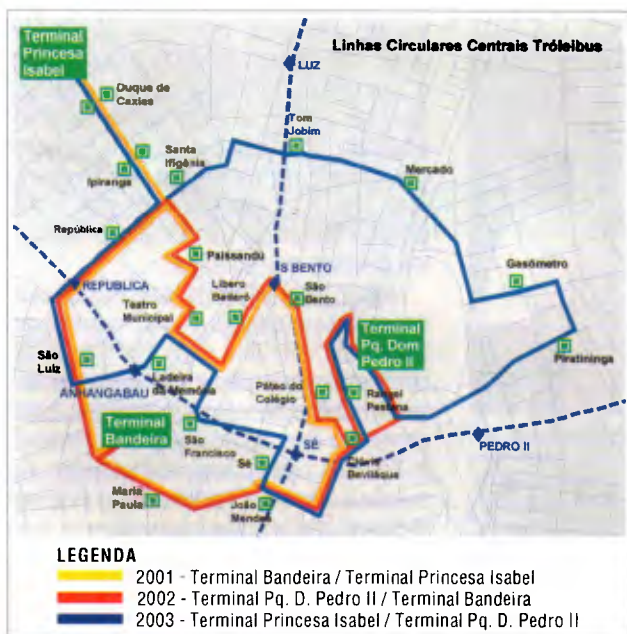 Terminal
Princesa
Isabel
Linhas Circulares Centrais Tróleibus
LUZ
Duque de
Caxias
Tom
Jobim
Santa
Ifigênia
Mercado
Ipiranga
República
Paissandú
Gasômetro
S BENTO
REPUBLICA
Líbero
Badaró
São
Bento
Teatro
Municipal
Terminal
Pq. Dom
Pedro II
São
Luiz
Piratininga
Ladeira
da Memória
ANHANGABAU
Páteo do
Colégio
Rangel
Pestana
Terminal
Bandeira
São
Francisco
Clóvis
Beviláqua
SÉ
PEDRO II
Sé
Maria
Paula
João
Mendes
LEGENDA
2001 - Terminal Bandeira / Terminal Princesa Isabel
2002 - Terminal Pq. D. Pedro II / Terminal Bandeira
2003 - Terminal Princesa Isabel / Terminal Pq. D. Pedro II